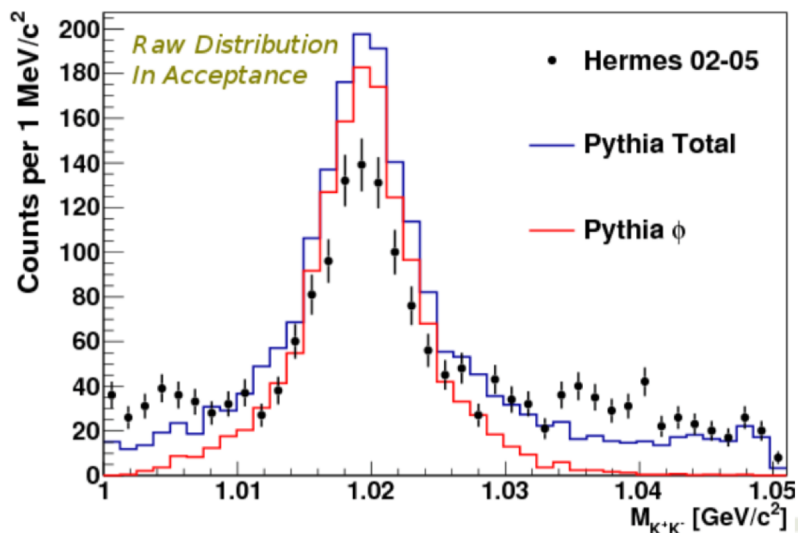 Raw Distribution
In Acceptance
Hermes 02-05
Pythia Total
Pythia ϕ
Counts per 1 MeV/c²
200
180
160
140
120
100
80
60
40
20
0
1
1.01
1.02
1.03
1.04
1.05
M_K⁺K⁻ [GeV/c²]